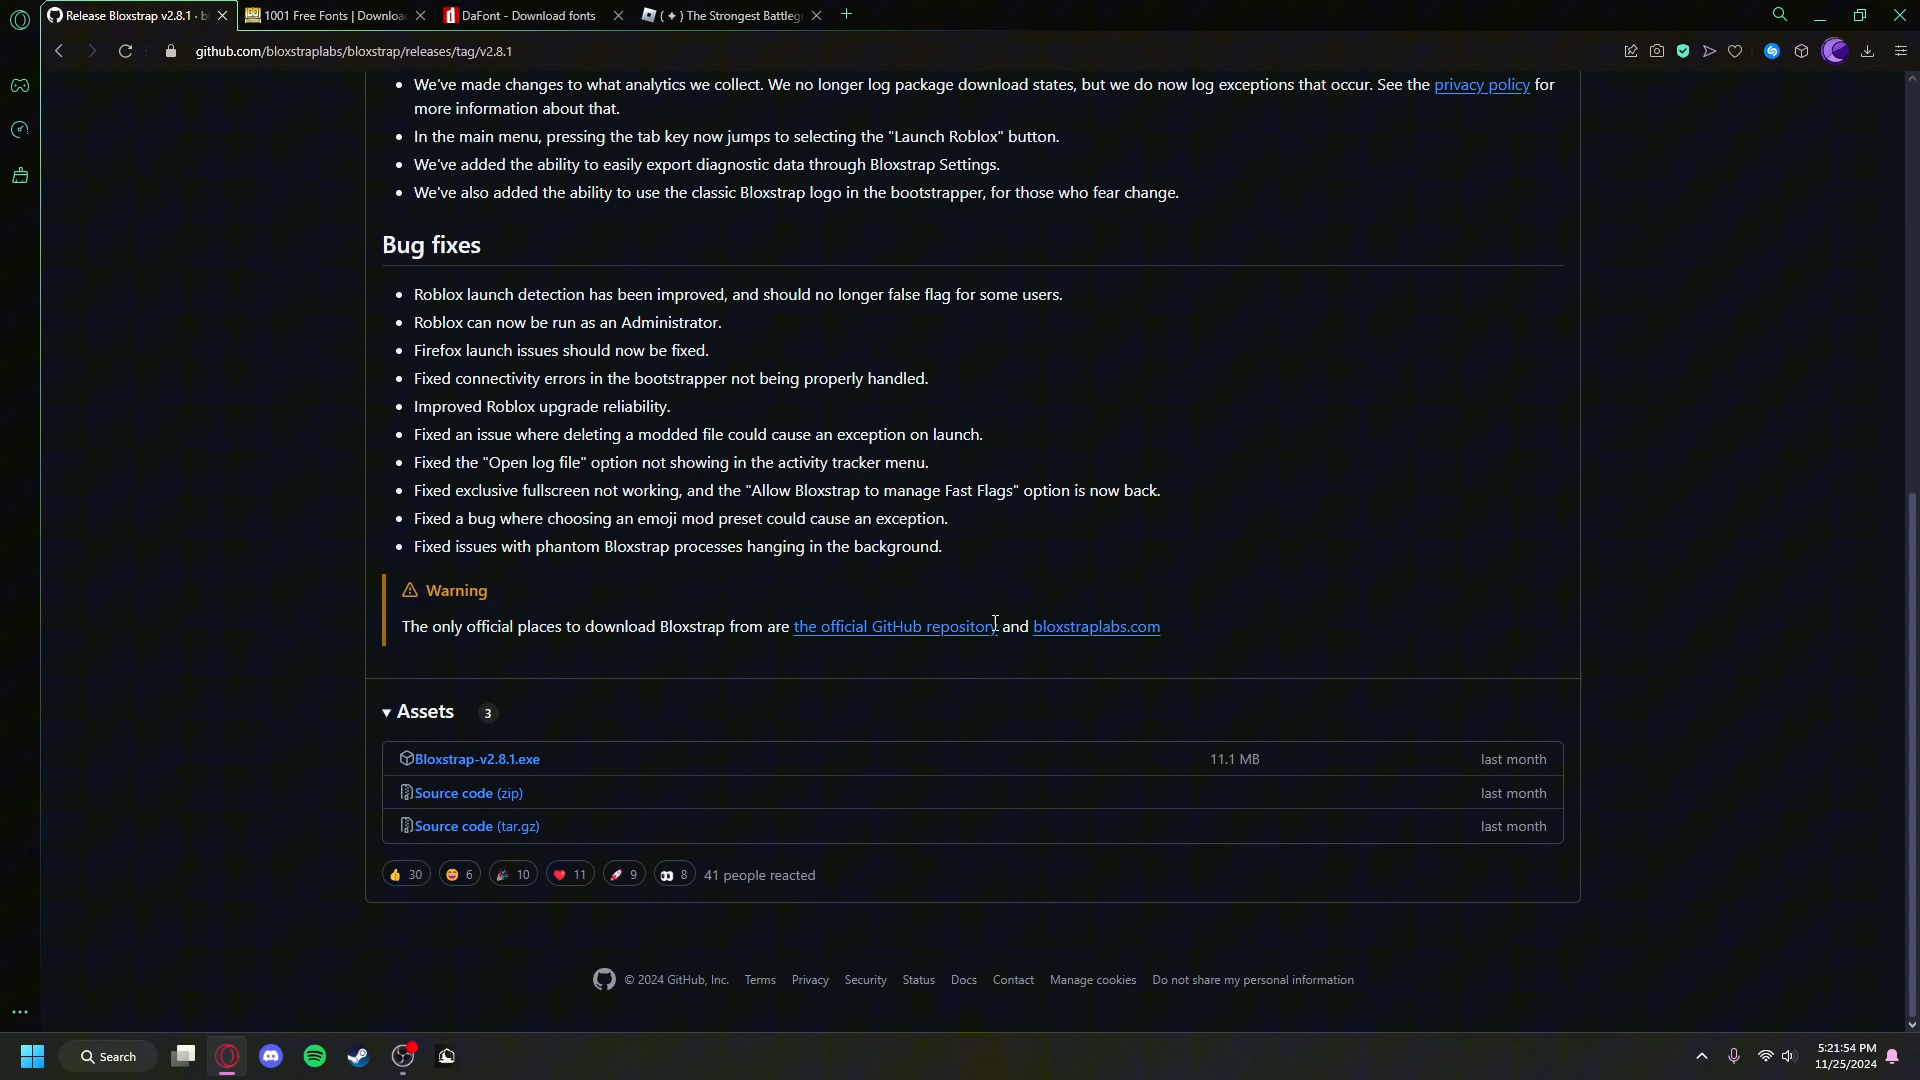 Release Bloxstrap v2.8.1 · b
1001 Free Fonts | Downloa
DaFont - Download fonts
( ✦ ) The Strongest Battleg
github.com/bloxstraplabs/bloxstrap/releases/tag/v2.8.1
• We've made changes to what analytics we collect. We no longer log package download states, but we do now log exceptions that occur. See the privacy policy for
more information about that.
• In the main menu, pressing the tab key now jumps to selecting the "Launch Roblox" button.
• We've added the ability to easily export diagnostic data through Bloxstrap Settings.
• We've also added the ability to use the classic Bloxstrap logo in the bootstrapper, for those who fear change.
Bug fixes
• Roblox launch detection has been improved, and should no longer false flag for some users.
• Roblox can now be run as an Administrator.
• Firefox launch issues should now be fixed.
• Fixed connectivity errors in the bootstrapper not being properly handled.
• Improved Roblox upgrade reliability.
• Fixed an issue where deleting a modded file could cause an exception on launch.
• Fixed the "Open log file" option not showing in the activity tracker menu.
• Fixed exclusive fullscreen not working, and the "Allow Bloxstrap to manage Fast Flags" option is now back.
• Fixed a bug where choosing an emoji mod preset could cause an exception.
• Fixed issues with phantom Bloxstrap processes hanging in the background.
Warning
The only official places to download Bloxstrap from are the official GitHub repository and bloxstraplabs.com
Assets 3
Bloxstrap-v2.8.1.exe 11.1 MB last month
Source code (zip) last month
Source code (tar.gz) last month
👍 30 😄 6 🎉 10 ❤️ 11 🚀 9 👀 8 41 people reacted
© 2024 GitHub, Inc. Terms Privacy Security Status Docs Contact Manage cookies Do not share my personal information
Search
5:21:54 PM
11/25/2024